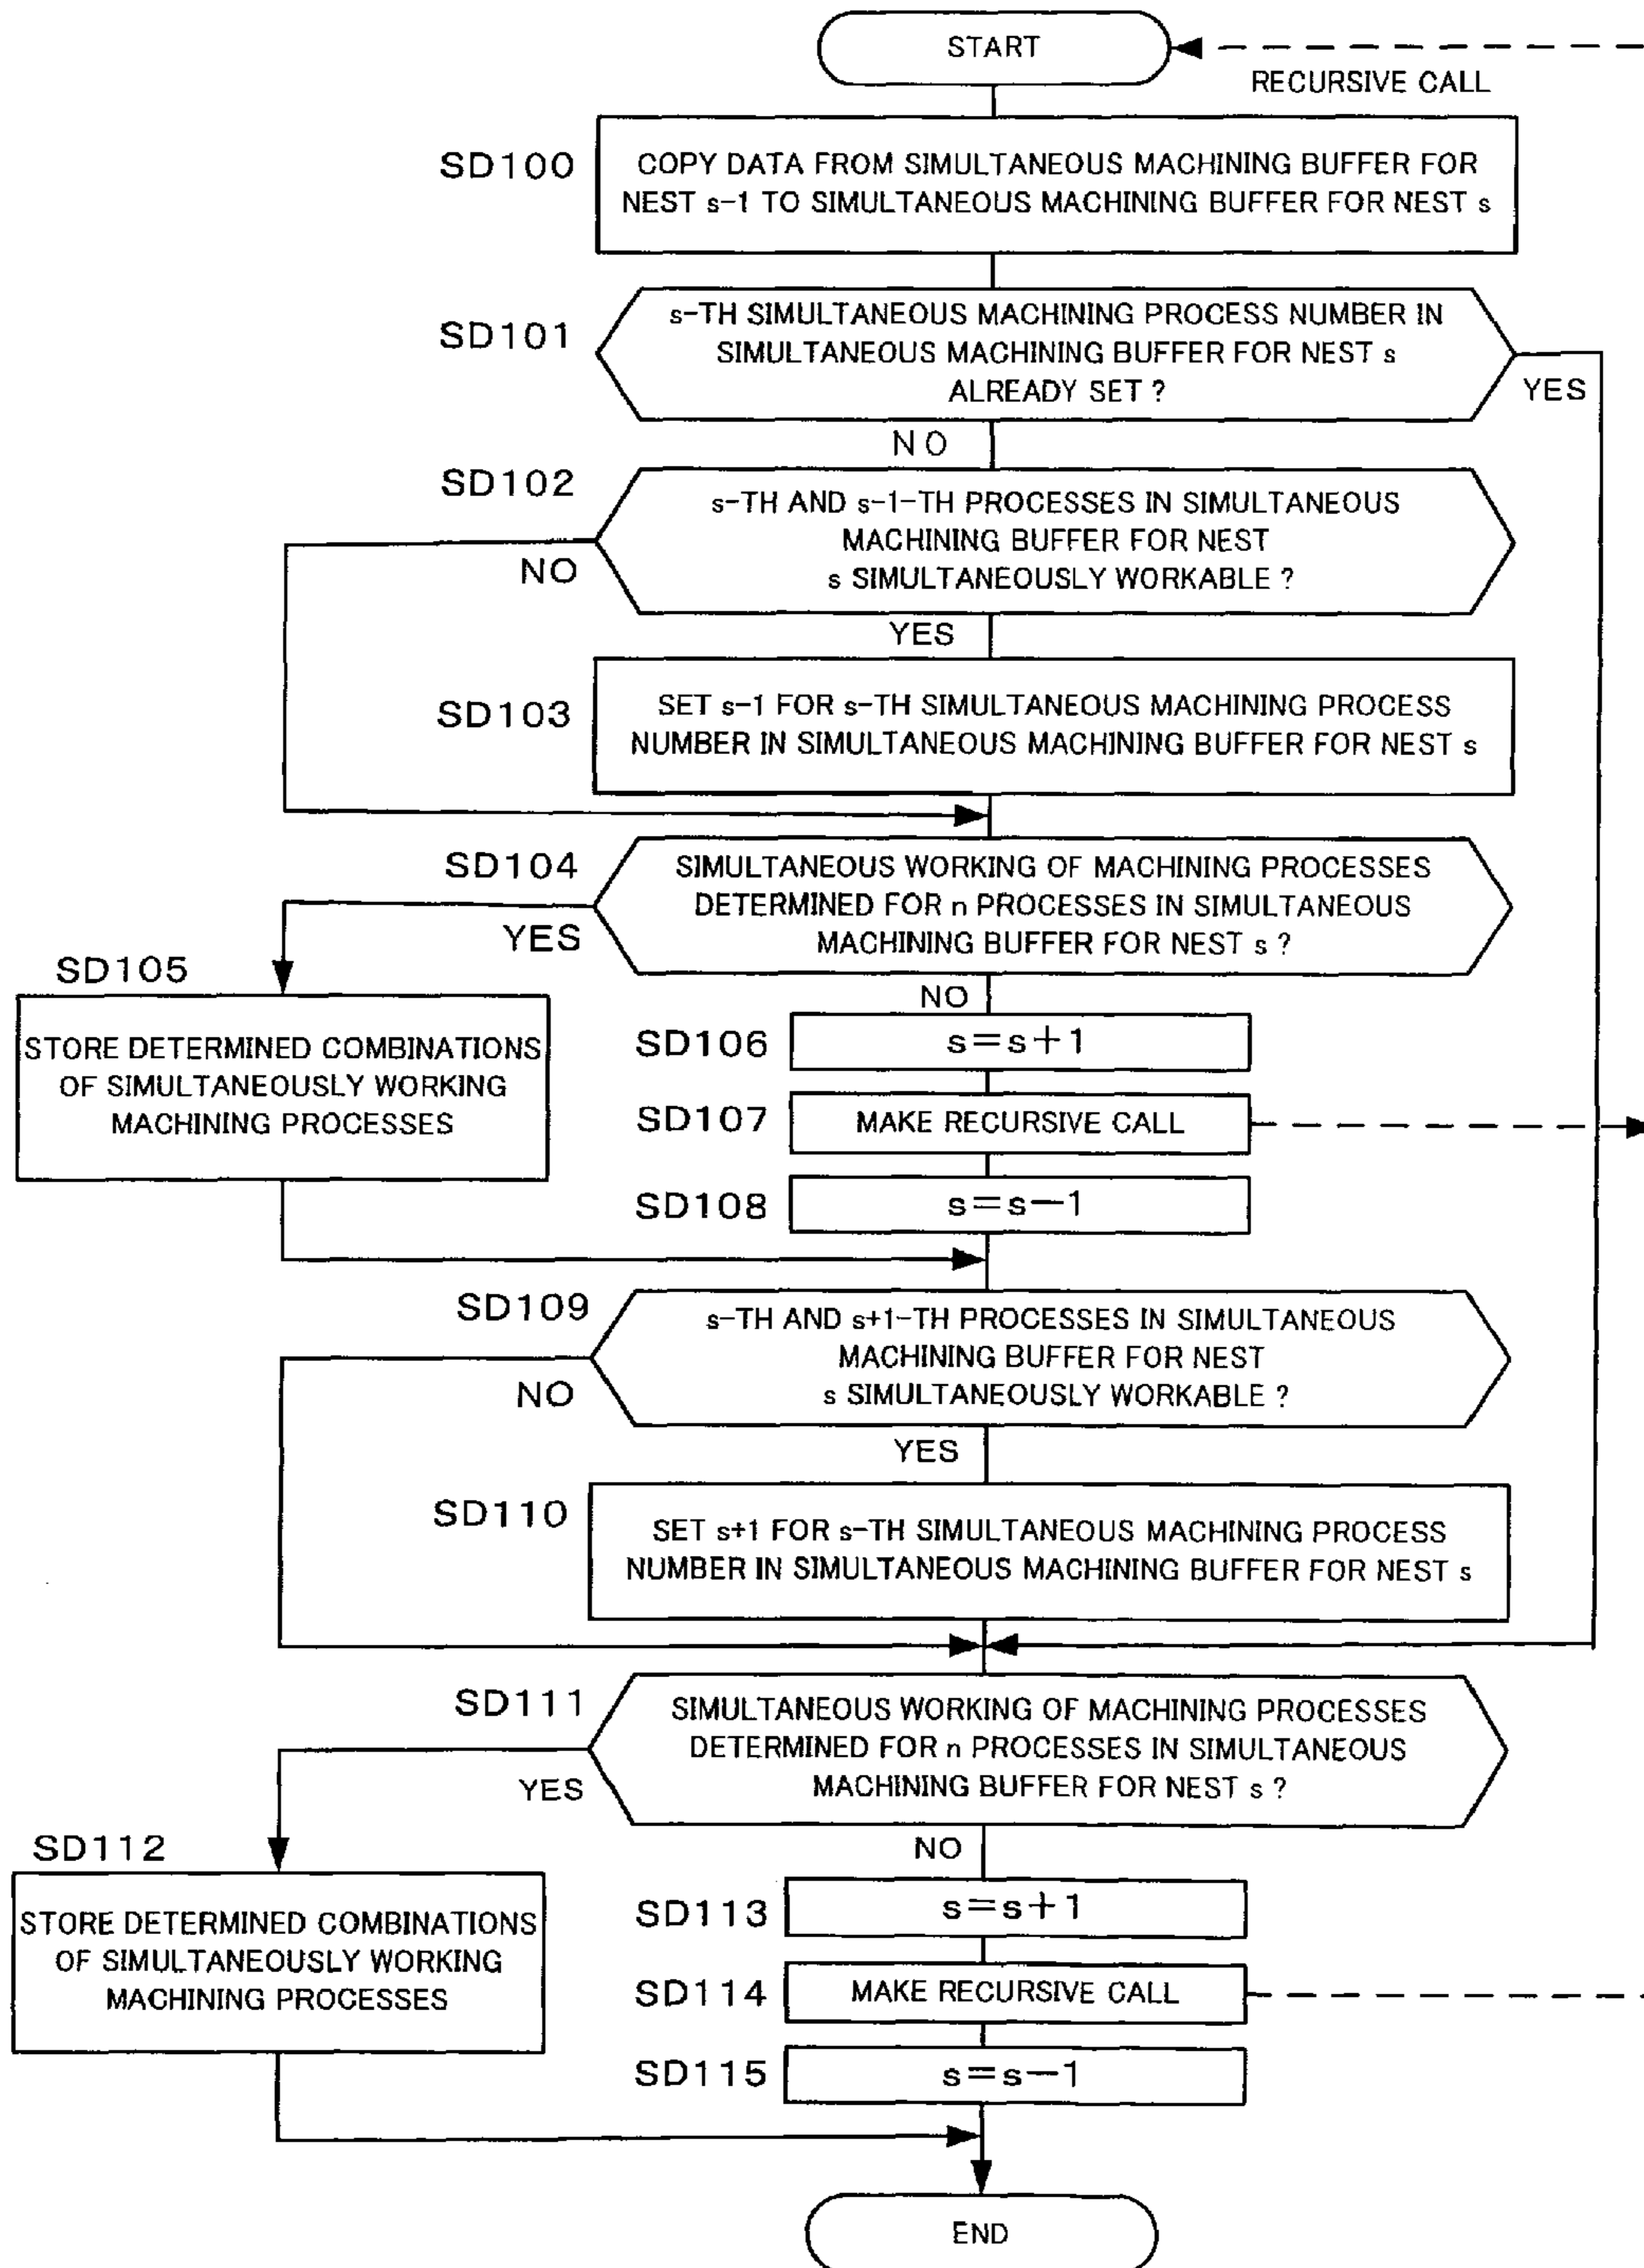 START
RECURSIVE CALL
SD100
COPY DATA FROM SIMULTANEOUS MACHINING BUFFER FOR
NEST s-1 TO SIMULTANEOUS MACHINING BUFFER FOR NEST s
SD101
s-TH SIMULTANEOUS MACHINING PROCESS NUMBER IN
SIMULTANEOUS MACHINING BUFFER FOR NEST s
ALREADY SET ?
YES
NO
SD102
s-TH AND s-1-TH PROCESSES IN SIMULTANEOUS
MACHINING BUFFER FOR NEST
s SIMULTANEOUSLY WORKABLE ?
NO
YES
SD103
SET s-1 FOR s-TH SIMULTANEOUS MACHINING PROCESS
NUMBER IN SIMULTANEOUS MACHINING BUFFER FOR NEST s
SD104
SIMULTANEOUS WORKING OF MACHINING PROCESSES
DETERMINED FOR n PROCESSES IN SIMULTANEOUS
MACHINING BUFFER FOR NEST s ?
YES
NO
SD105
STORE DETERMINED COMBINATIONS
OF SIMULTANEOUSLY WORKING
MACHINING PROCESSES
SD106
s=s+1
SD107
MAKE RECURSIVE CALL
SD108
s=s-1
SD109
s-TH AND s+1-TH PROCESSES IN SIMULTANEOUS
MACHINING BUFFER FOR NEST
s SIMULTANEOUSLY WORKABLE ?
NO
YES
SD110
SET s+1 FOR s-TH SIMULTANEOUS MACHINING PROCESS
NUMBER IN SIMULTANEOUS MACHINING BUFFER FOR NEST s
SD111
SIMULTANEOUS WORKING OF MACHINING PROCESSES
DETERMINED FOR n PROCESSES IN SIMULTANEOUS
MACHINING BUFFER FOR NEST s ?
YES
NO
SD112
STORE DETERMINED COMBINATIONS
OF SIMULTANEOUSLY WORKING
MACHINING PROCESSES
SD113
s=s+1
SD114
MAKE RECURSIVE CALL
SD115
s=s-1
END